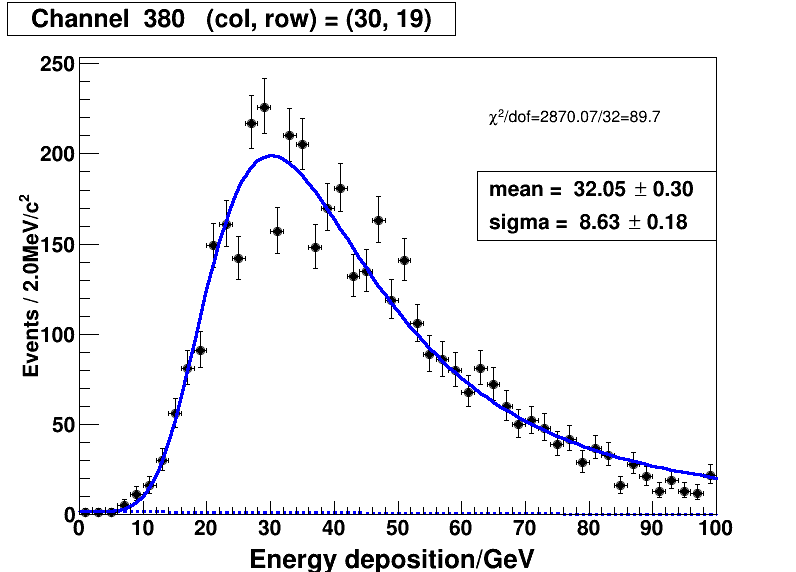 Channel 380 (col, row) = (30, 19)
250
200
150
100
50
0
Events / 2.0MeV/c²
χ²/dof=2870.07/32=89.7
mean = 32.05 ± 0.30
sigma = 8.63 ± 0.18
0 10 20 30 40 50 60 70 80 90 100
Energy deposition/GeV